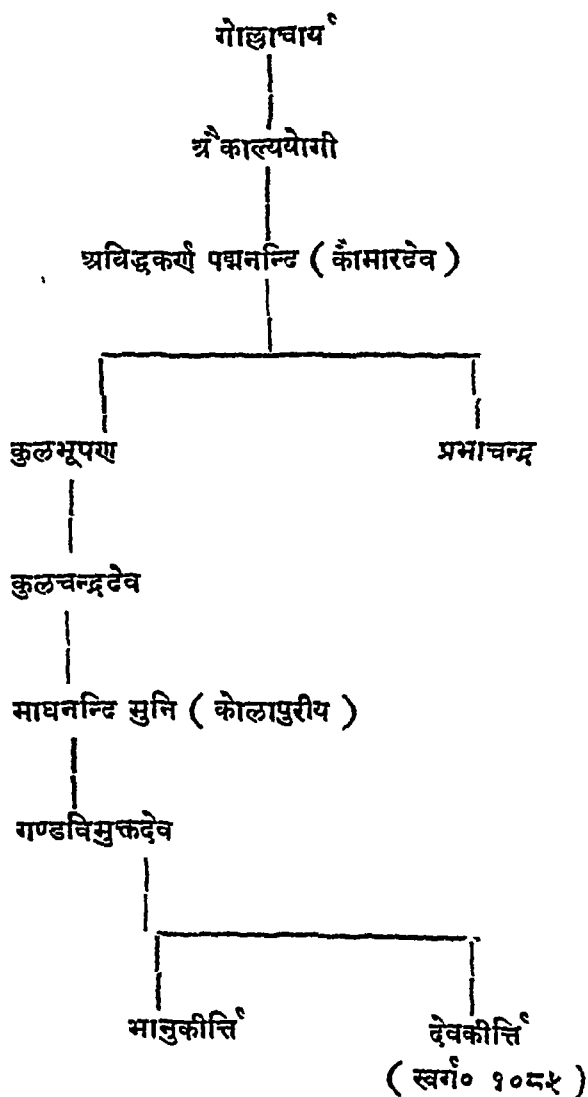 गोल्लाचार्य
त्रैकाल्ययोगी
अविद्धकर्ण पद्मनन्दि ( कौमारदेव )
कुलभूषण प्रभाचन्द्र
कुलचन्द्रदेव
माघनन्दि मुनि ( कोलापुरीय )
गण्डविमुक्तदेव
भानुकीर्त्ति देवकीर्त्ति
( स्वर्ग० १०८५ )